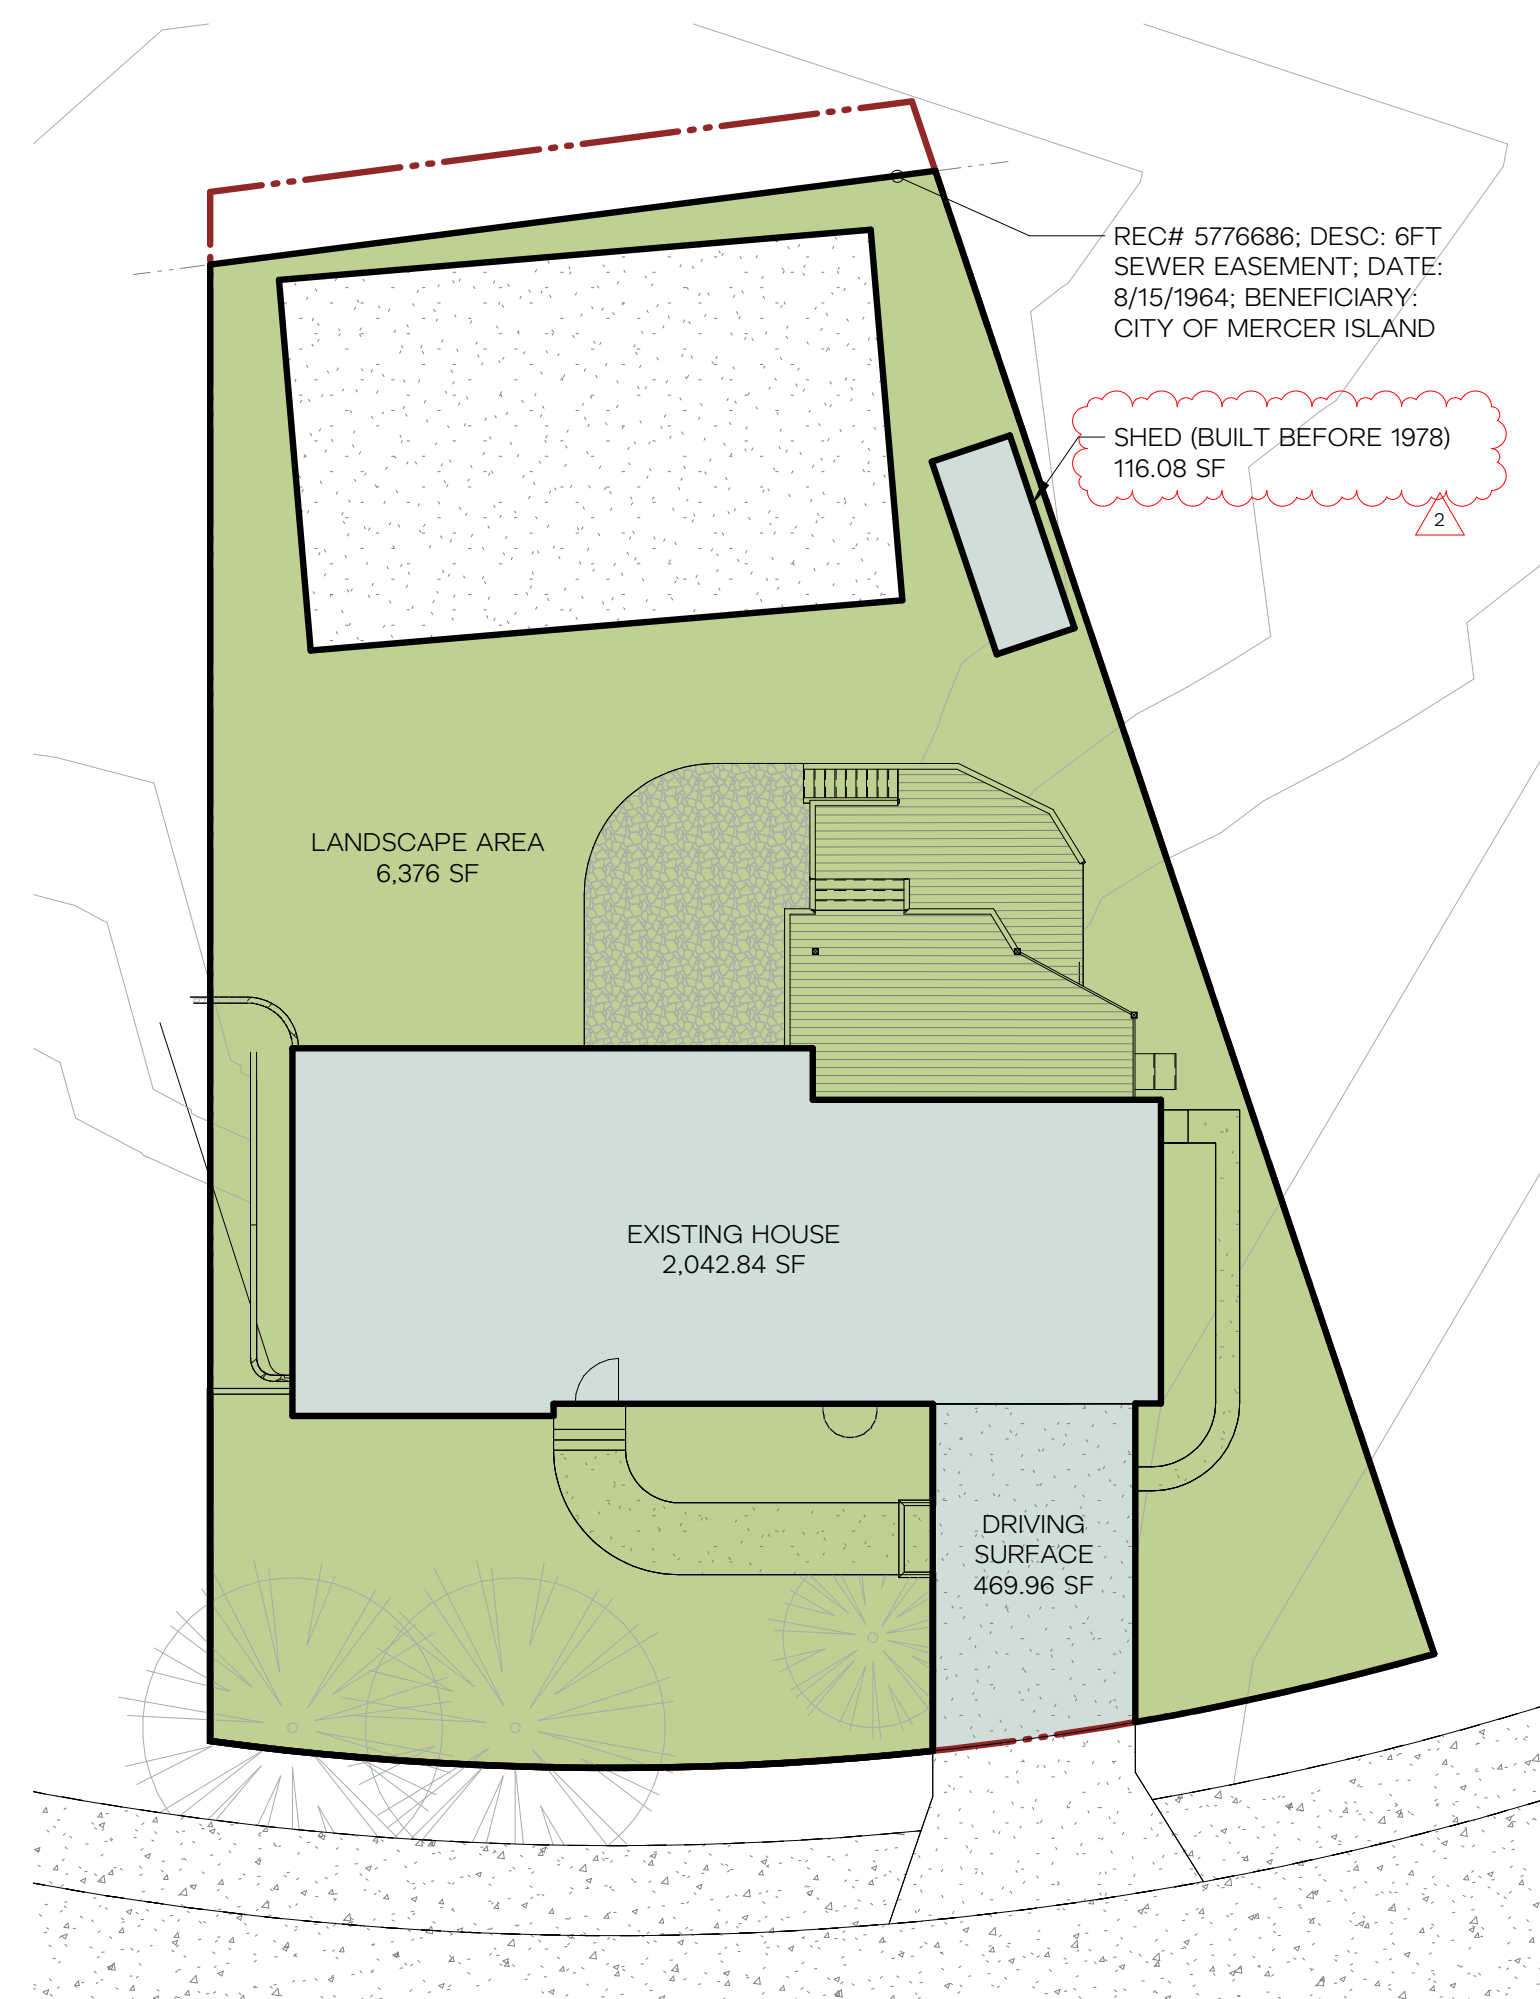 REC# 5776686; DESC: 6FT
SEWER EASEMENT; DATE:
8/15/1964; BENEFICIARY:
CITY OF MERCER ISLAND
SHED (BUILT BEFORE 1978)
116.08 SF
2
LANDSCAPE AREA
6,376 SF
EXISTING HOUSE
2,042.84 SF
DRIVING
SURFACE
469.96 SF